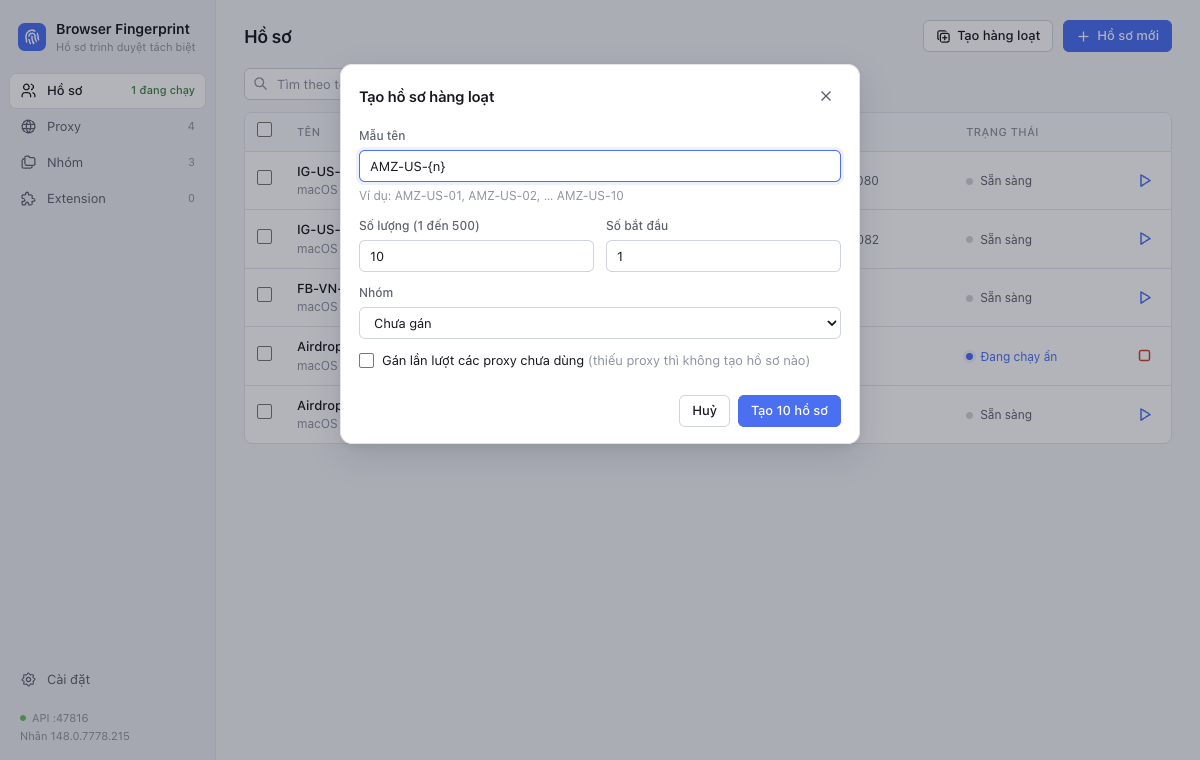 Browser Fingerprint
Hồ sơ trình duyệt tách biệt
Hồ sơ
1 đang chạy
Proxy
4
Nhóm
3
Extension
0
Cài đặt
API :47816
Nhân 148.0.7778.215
Hồ sơ
Tạo hàng loạt
Hồ sơ mới
Tìm theo
TÊN
TRẠNG THÁI
IG-US-
macOS
080
Sẵn sàng
IG-US-
macOS
082
Sẵn sàng
FB-VN-
macOS
Sẵn sàng
Airdrop
macOS
Đang chạy ẩn
Airdrop
macOS
Sẵn sàng
Tạo hồ sơ hàng loạt
Mẫu tên
AMZ-US-{n}
Ví dụ: AMZ-US-01, AMZ-US-02, ... AMZ-US-10
Số lượng (1 đến 500)
Số bắt đầu
10
1
Nhóm
Chưa gán
Gán lần lượt các proxy chưa dùng (thiếu proxy thì không tạo hồ sơ nào)
Huỷ
Tạo 10 hồ sơ